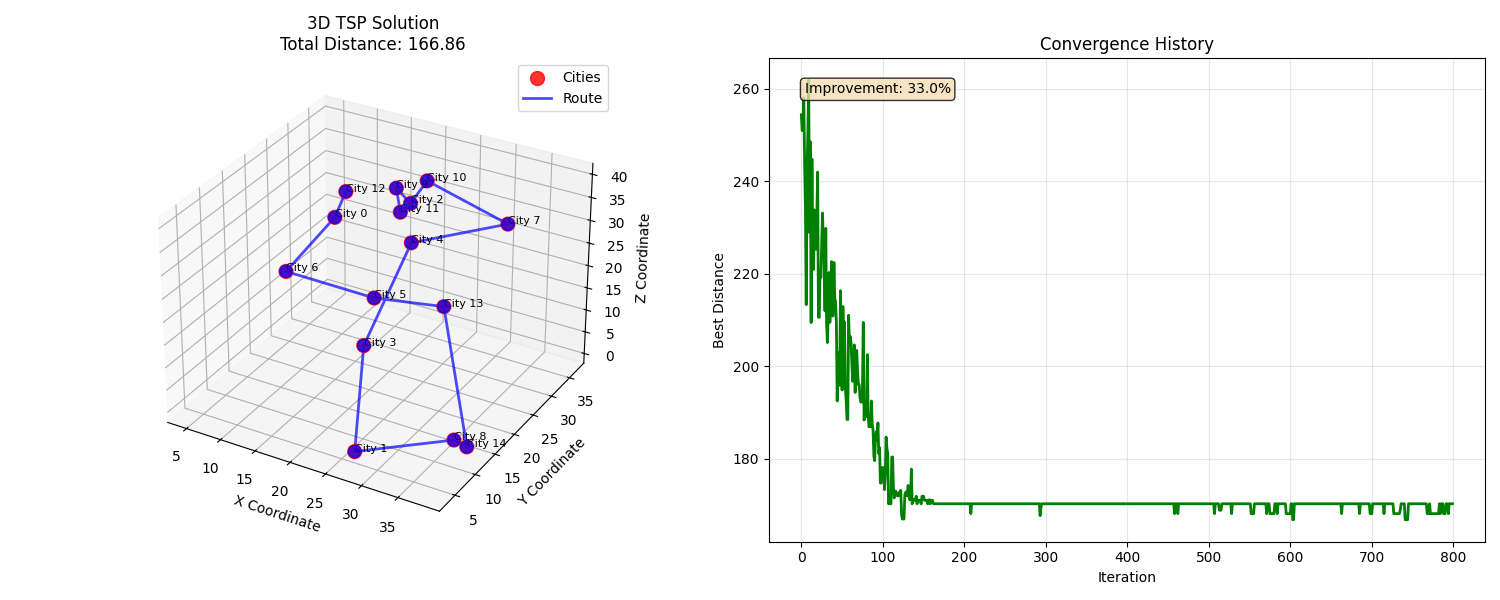 3D TSP Solution
Total Distance: 166.86
Cities
Route
City 12
City 10
City 2
City 11
City 0
City 7
City 4
City 6
City 5
City 13
City 3
City 8
City 14
City 1
40
35
30
25
20
15
10
5
0
Z Coordinate
5
10
15
20
25
30
35
X Coordinate
5
10
15
20
25
30
35
Y Coordinate
Convergence History
Improvement: 33.0%
260
240
220
200
180
Best Distance
0
100
200
300
400
500
600
700
800
Iteration